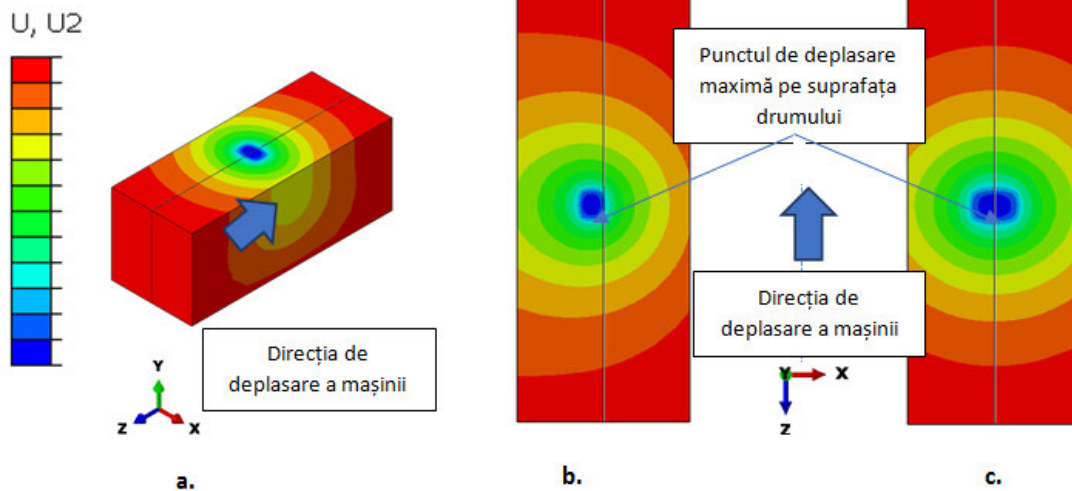 U, U2
Direcția de
deplasare a mașinii
Y
Z
X
a.
Punctul de deplasare
maximă pe suprafața
drumului
Direcția de
deplasare a mașinii
Y
X
Z
b.
c.